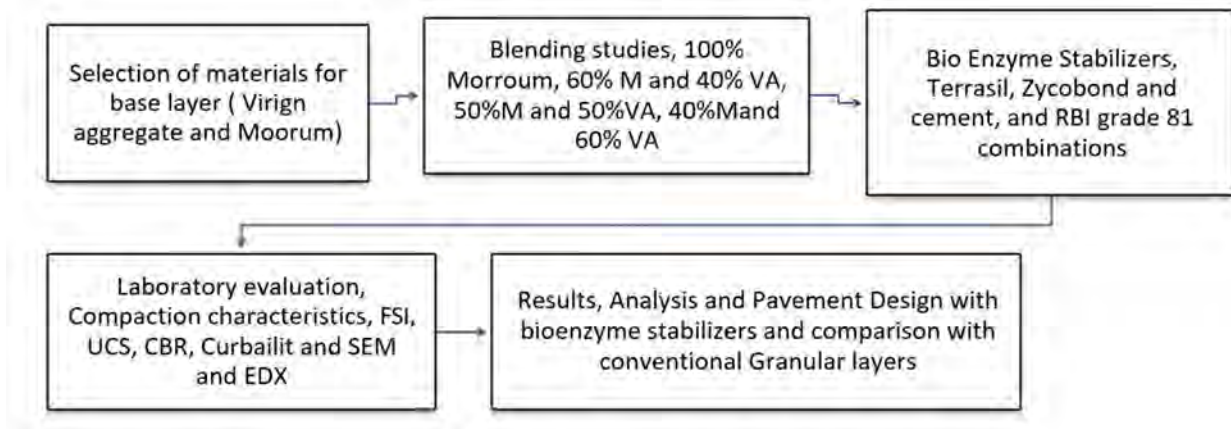 Selection of materials for
base layer ( Virign
aggregate and Moorum)
Blending studies, 100%
Morroum, 60% M and 40% VA,
50%M and 50%VA, 40%Mand
60% VA
Bio Enzyme Stabilizers,
Terrasil, Zycobond and
cement, and RBI grade 81
combinations
Laboratory evaluation,
Compaction characteristics, FSI,
UCS, CBR, Curbailit and SEM
and EDX
Results, Analysis and Pavement Design with
bioenzyme stabilizers and comparison with
conventional Granular layers